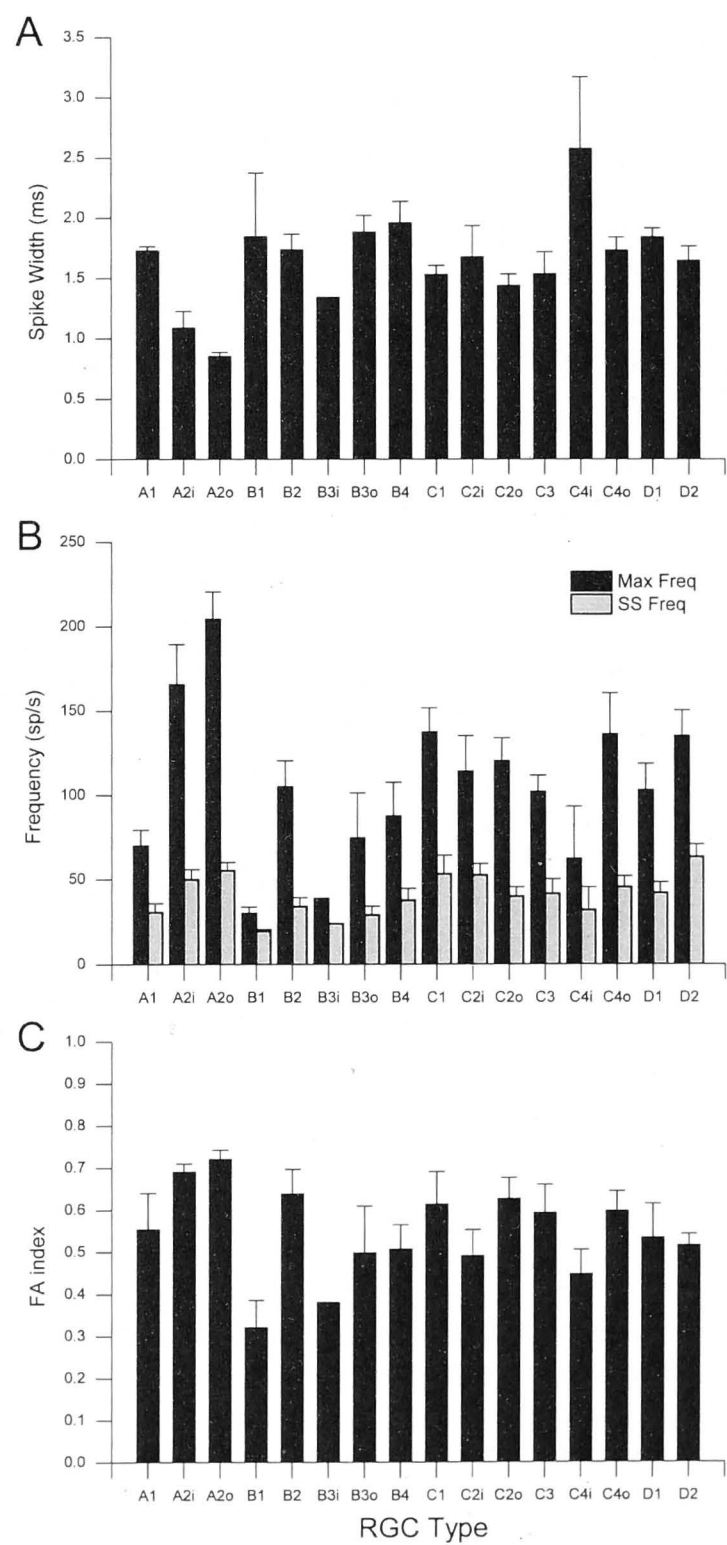 A
Spike Width (ms)
3.5
3.0
2.5
2.0
1.5
1.0
0.5
0.0
A1 A2i A2o B1 B2 B3i B3o B4 C1 C2i C2o C3 C4i C4o D1 D2
B
Frequency (sp/s)
250
200
150
100
50
0
Max Freq
SS Freq
A1 A2i A2o B1 B2 B3i B3o B4 C1 C2i C2o C3 C4i C4o D1 D2
C
FA index
1.0
0.9
0.8
0.7
0.6
0.5
0.4
0.3
0.2
0.1
0.0
A1 A2i A2o B1 B2 B3i B3o B4 C1 C2i C2o C3 C4i C4o D1 D2
RGC Type